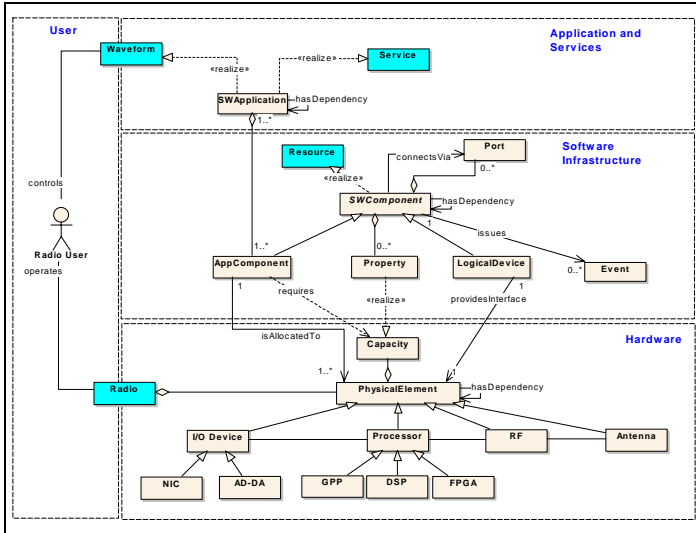 User
Application and
Services
Waveform
Service
«realize»
«realize»
SWApplication
hasDependency
1..*
Software
Infrastructure
Port
Resource
connectsVia
0..*
«realize»
SWComponent
hasDependency
1
issues
controls
Radio User
operates
1..*
0..*
AppComponent
Property
LogicalDevice
Event
0..*
1
requires
1
«realize»
providesInterface
Hardware
isAllocatedTo
Capacity
1..*
1
Radio
PhysicalElement
hasDependency
I/O Device
Processor
RF
Antenna
NIC
AD-DA
GPP
DSP
FPGA